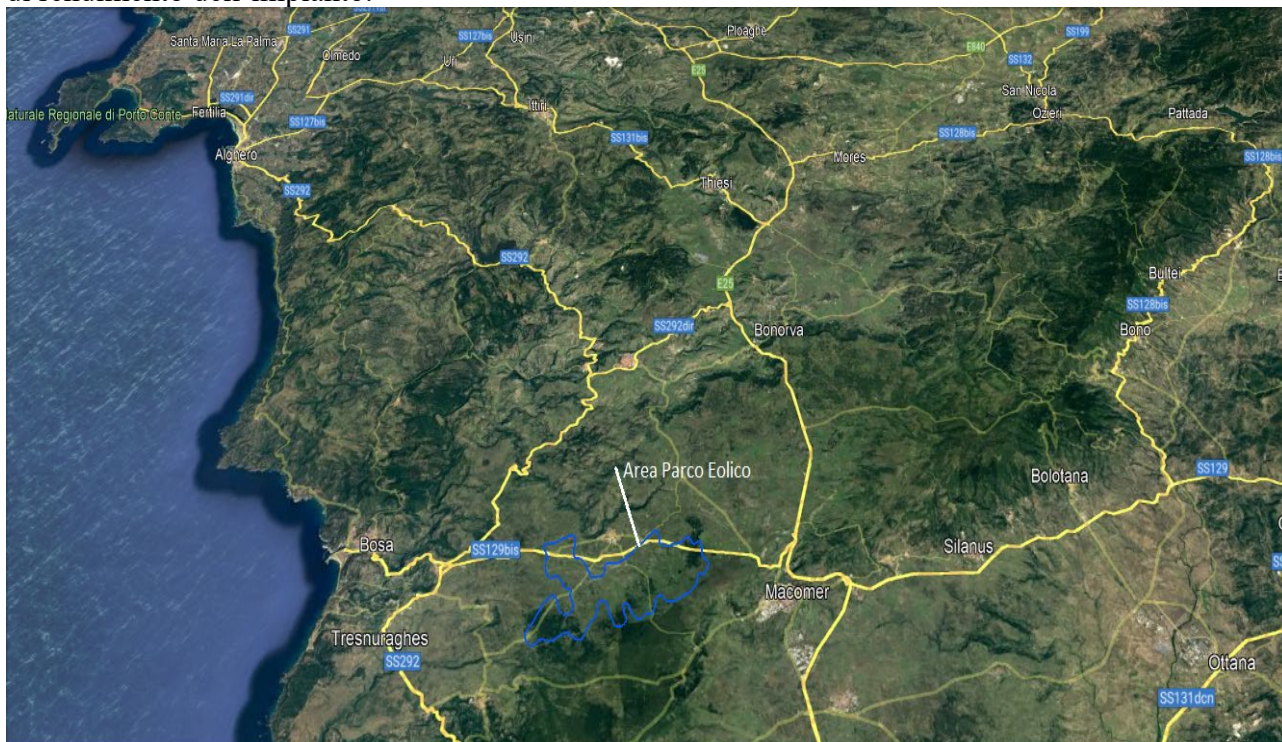 Santa Maria La Palma
SS291
SS127bis
Usini
Ploaghe
E840
SS199
SS132
Olmedo
Uri
E25
San Nicola
SS291dir
Naturale Regionale di Porto Conte
Fertilia
SS127bis
Ittiri
Ozieri
Pattada
SS131bis
SS128bis
Alghero
Mores
SS128bis
Thiesi
SS292
SS292
Bultei
E25
SS128bis
SS292dir
Bonorva
Bono
Area Parco Eolico
SS129
Bolotana
Bosa
SS129bis
Silanus
Macomer
Tresnuraghes
SS292
Ottana
SS131dcn